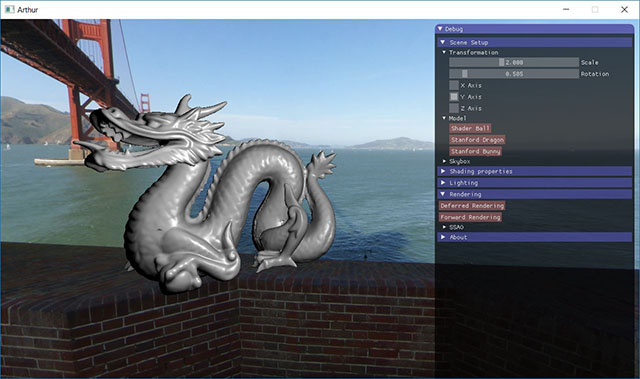 Arthur
Debug
Scene Setup
Transformation
2.000 Scale
0.505 Rotation
X Axis
Y Axis
Z Axis
Model
Shader Ball
Stanford Dragon
Stanford Bunny
Skybox
Shading properties
Lighting
Rendering
Deferred Rendering
Forward Rendering
SSAO
About